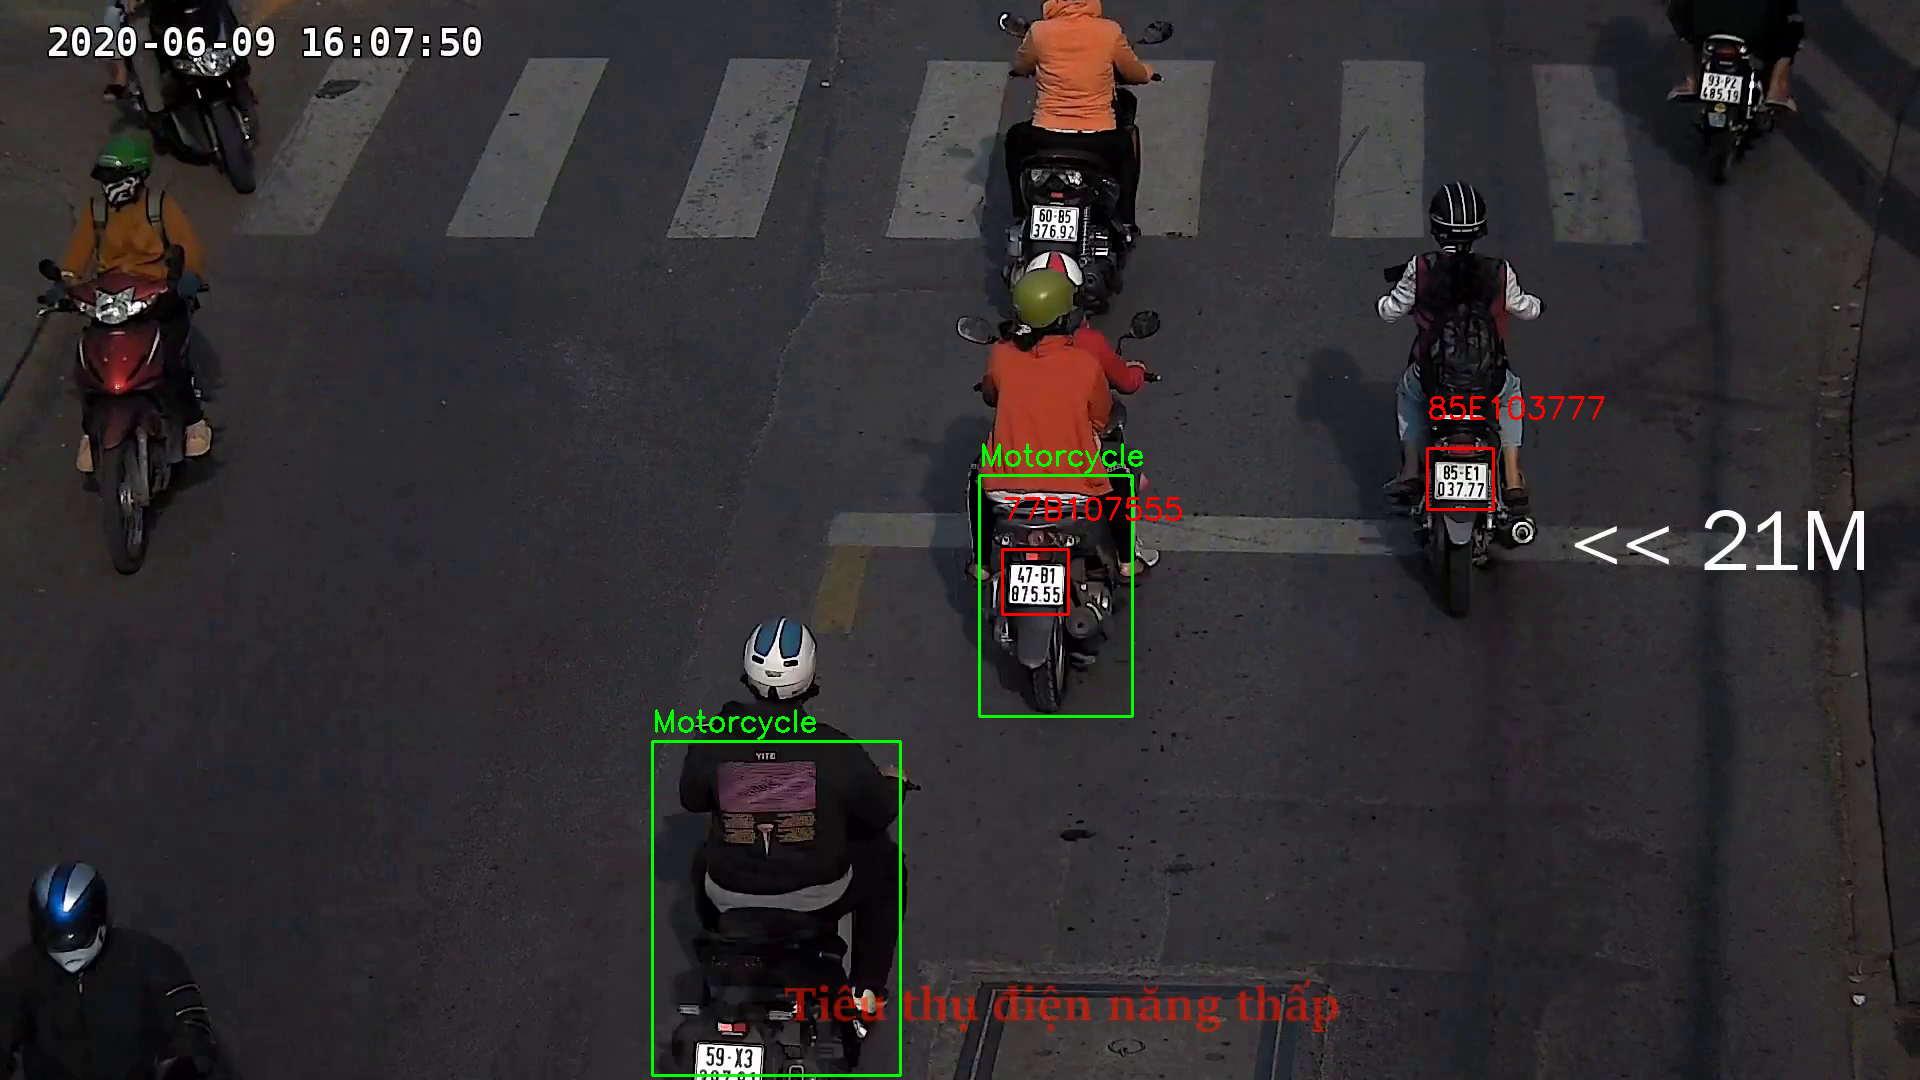 2020-06-09 16:07:50
93-P2
485.19
60-B5
376.92
85E103777
85-E1
037.77
Motorcycle
77B107555
47-B1
875.55
<< 21M
Motorcycle
YITB
Tiêu thụ điện năng thấp
59-X3